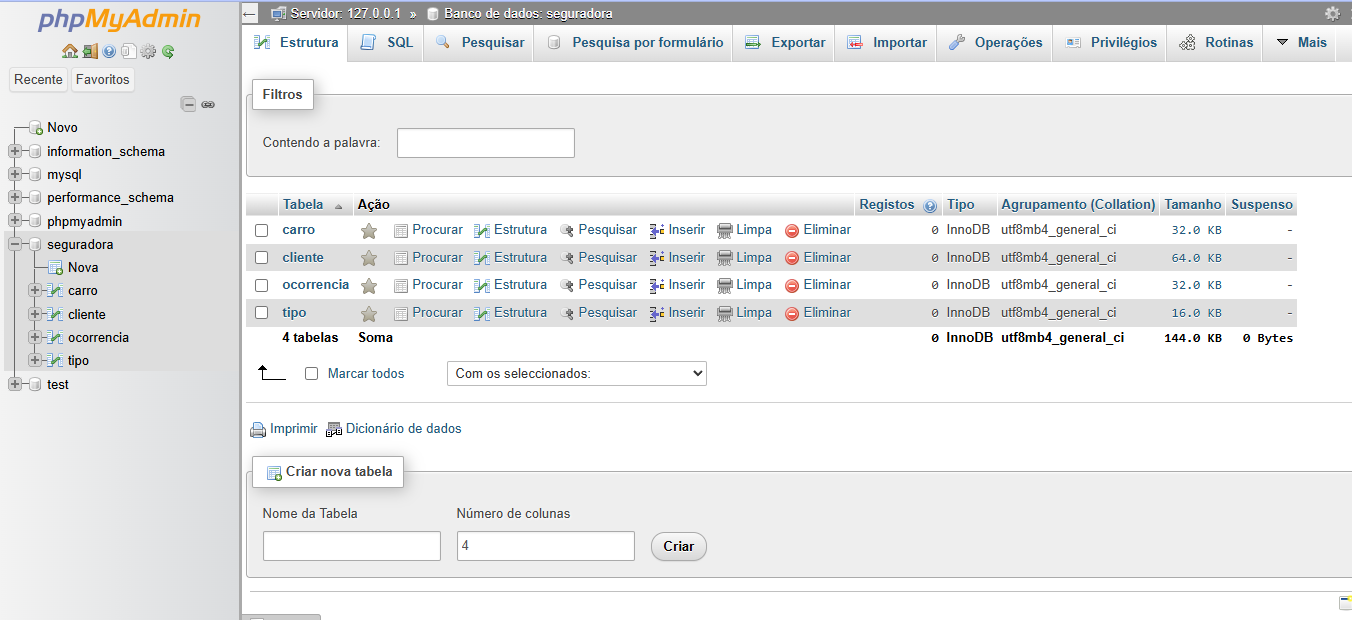 phpMyAdmin
Recente Favoritos
Novo
information_schema
mysql
performance_schema
phpmyadmin
seguradora
Nova
carro
cliente
ocorrencia
tipo
test
Servidor: 127.0.0.1 » Banco de dados: seguradora
Estrutura SQL Pesquisar Pesquisa por formulário Exportar Importar Operações Privilégios Rotinas Mais
Filtros
Contendo a palavra:
Tabela Ação Registos Tipo Agrupamento (Collation) Tamanho Suspenso
carro Procurar Estrutura Pesquisar Inserir Limpa Eliminar 0 InnoDB utf8mb4_general_ci 32.0 KB -
cliente Procurar Estrutura Pesquisar Inserir Limpa Eliminar 0 InnoDB utf8mb4_general_ci 64.0 KB -
ocorrencia Procurar Estrutura Pesquisar Inserir Limpa Eliminar 0 InnoDB utf8mb4_general_ci 32.0 KB -
tipo Procurar Estrutura Pesquisar Inserir Limpa Eliminar 0 InnoDB utf8mb4_general_ci 16.0 KB -
4 tabelas Soma 0 InnoDB utf8mb4_general_ci 144.0 KB 0 Bytes
Marcar todos Com os seleccionados:
Imprimir Dicionário de dados
Criar nova tabela
Nome da Tabela Número de colunas
4 Criar